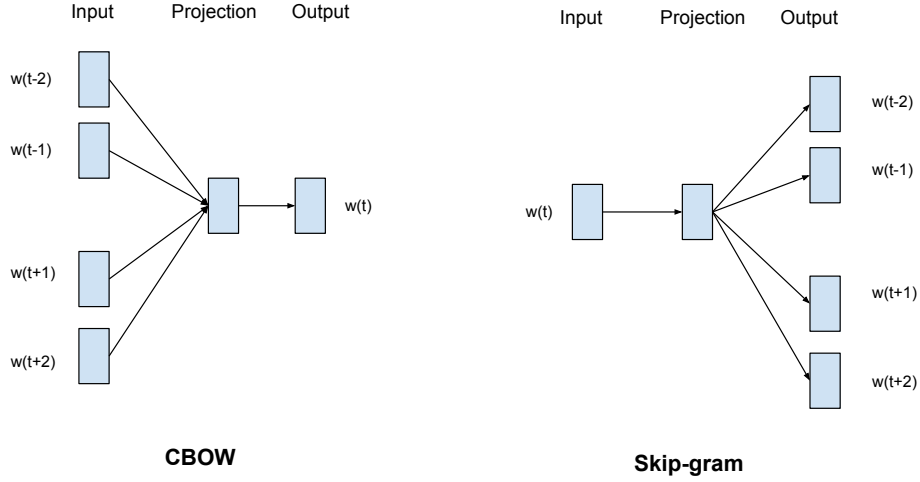 Input Projection Output
w(t-2)
w(t-1)
w(t)
w(t+1)
w(t+2)
CBOW
Input Projection Output
w(t-2)
w(t-1)
w(t)
w(t+1)
w(t+2)
Skip-gram